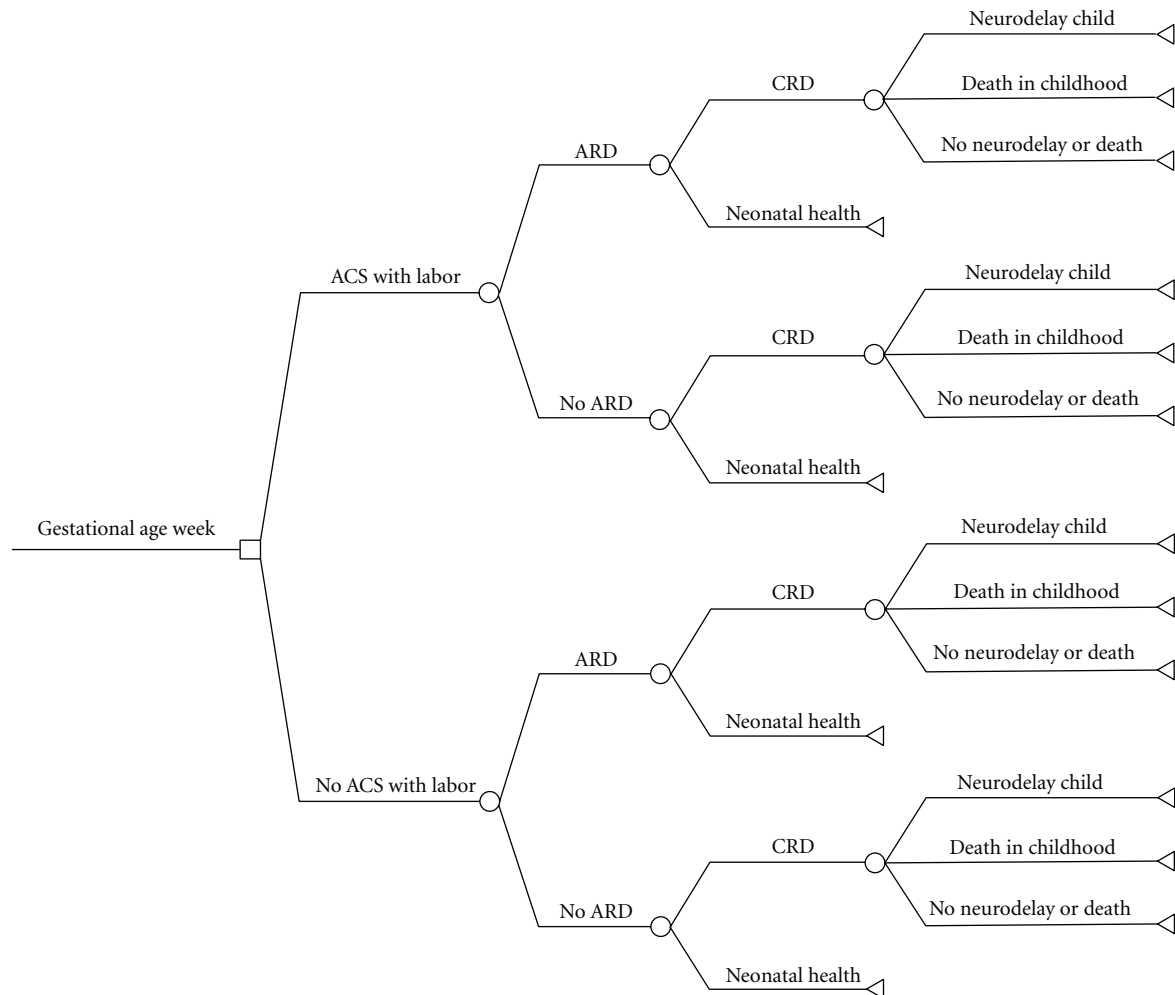 Neurodelay child
CRD
Death in childhood
No neurodelay or death
ARD
Neonatal health
ACS with labor
Neurodelay child
CRD
Death in childhood
No neurodelay or death
No ARD
Neonatal health
Gestational age week
Neurodelay child
CRD
Death in childhood
No neurodelay or death
ARD
Neonatal health
No ACS with labor
Neurodelay child
CRD
Death in childhood
No neurodelay or death
No ARD
Neonatal health